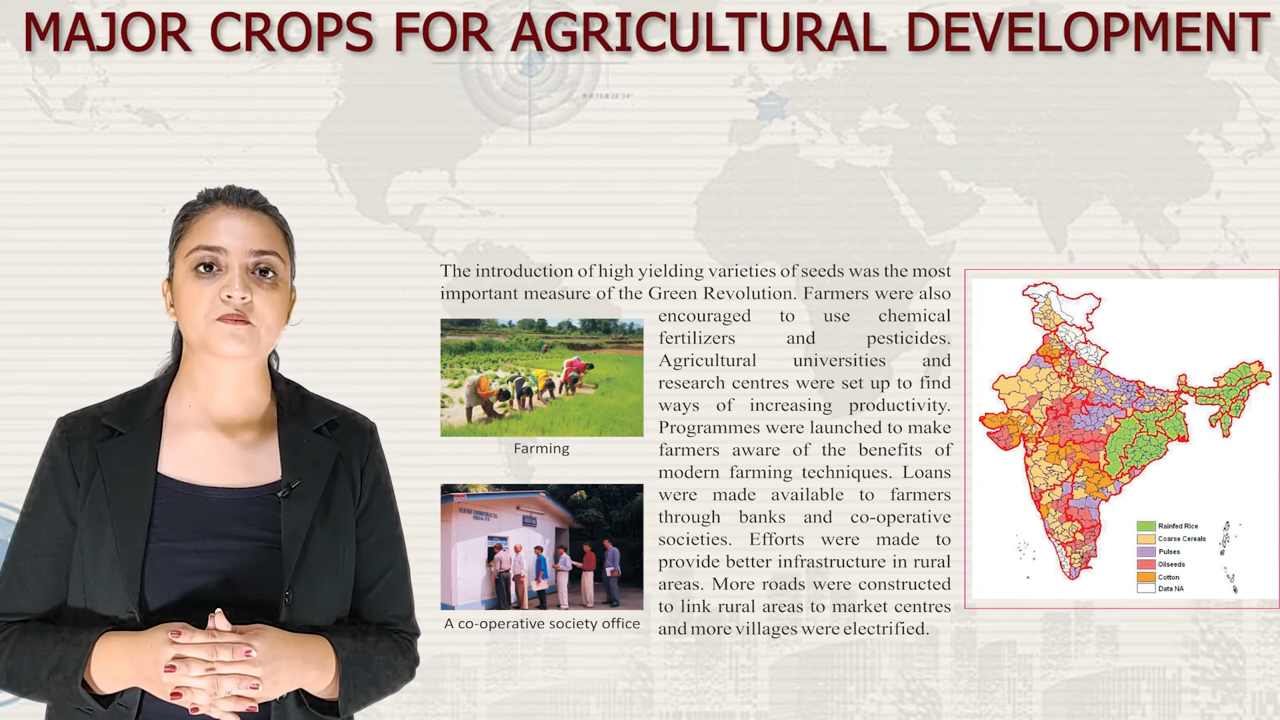 MAJOR CROPS FOR AGRICULTURAL DEVELOPMENT
The introduction of high yielding varieties of seeds was the most
important measure of the Green Revolution. Farmers were also
encouraged to use chemical
fertilizers and pesticides.
Agricultural universities and
research centres were set up to find
ways of increasing productivity.
Programmes were launched to make
farmers aware of the benefits of
modern farming techniques. Loans
were made available to farmers
through banks and co-operative
societies. Efforts were made to
provide better infrastructure in rural
areas. More roads were constructed
to link rural areas to market centres
and more villages were electrified.
Farming
A co-operative society office
Rainfed Rice
Coarse Cereals
Pulses
Oilseeds
Cotton
Data NA